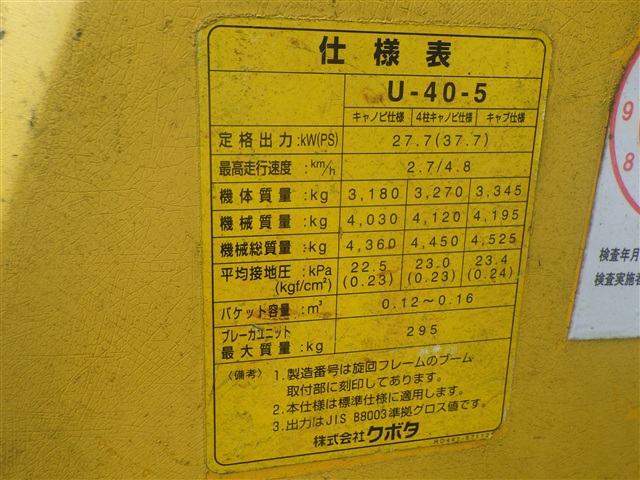 仕様表
U-40-5
キャノピ仕様 4柱キャノピ仕様 キャブ仕様
定格出力:kW(PS) 27.7(37.7)
最高走行速度:km/h 2.7/4.8
機体質量:kg 3,180 3,270 3,345
機械質量:kg 4,030 4,120 4,195
機械総質量:kg 4,360 4,450 4,525
平均接地圧:kPa 22.5 23.0 23.4
(kgf/cm²) (0.23) (0.23) (0.24)
バケット容量:m³ 0.12〜0.16
ブレーカユニット
最大質量:kg 295
〈備考〉 1.製造番号は旋回フレームのブーム
取付部に刻印してあります。
2.本仕様は標準仕様に適用します。
3.出力はJIS B8003準拠グロス値です。
株式会社クボタ
9
8
検査年月
検査実施者